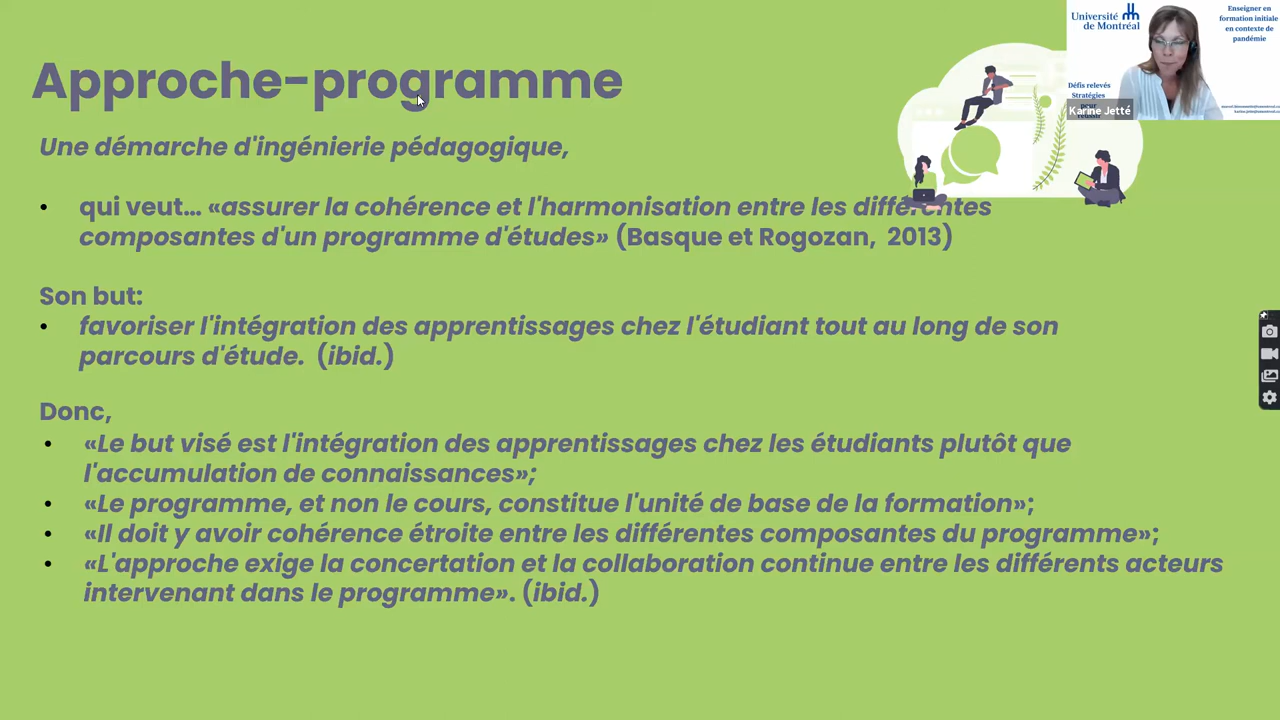 Approche-programme
Une démarche d'ingénierie pédagogique,
• qui veut... «assurer la cohérence et l'harmonisation entre les différentes
composantes d'un programme d'études» (Basque et Rogozan, 2013)
Son but:
• favoriser l'intégration des apprentissages chez l'étudiant tout au long de son
parcours d'étude. (ibid.)
Donc,
• «Le but visé est l'intégration des apprentissages chez les étudiants plutôt que
l'accumulation de connaissances»;
• «Le programme, et non le cours, constitue l'unité de base de la formation»;
• «Il doit y avoir cohérence étroite entre les différentes composantes du programme»;
• «L'approche exige la concertation et la collaboration continue entre les différents acteurs
intervenant dans le programme». (ibid.)
Université
de Montréal
Enseigner en
formation initiale
en contexte de
pandémie
Défis relevés
Stratégies
pour
réussir
Karine Jetté